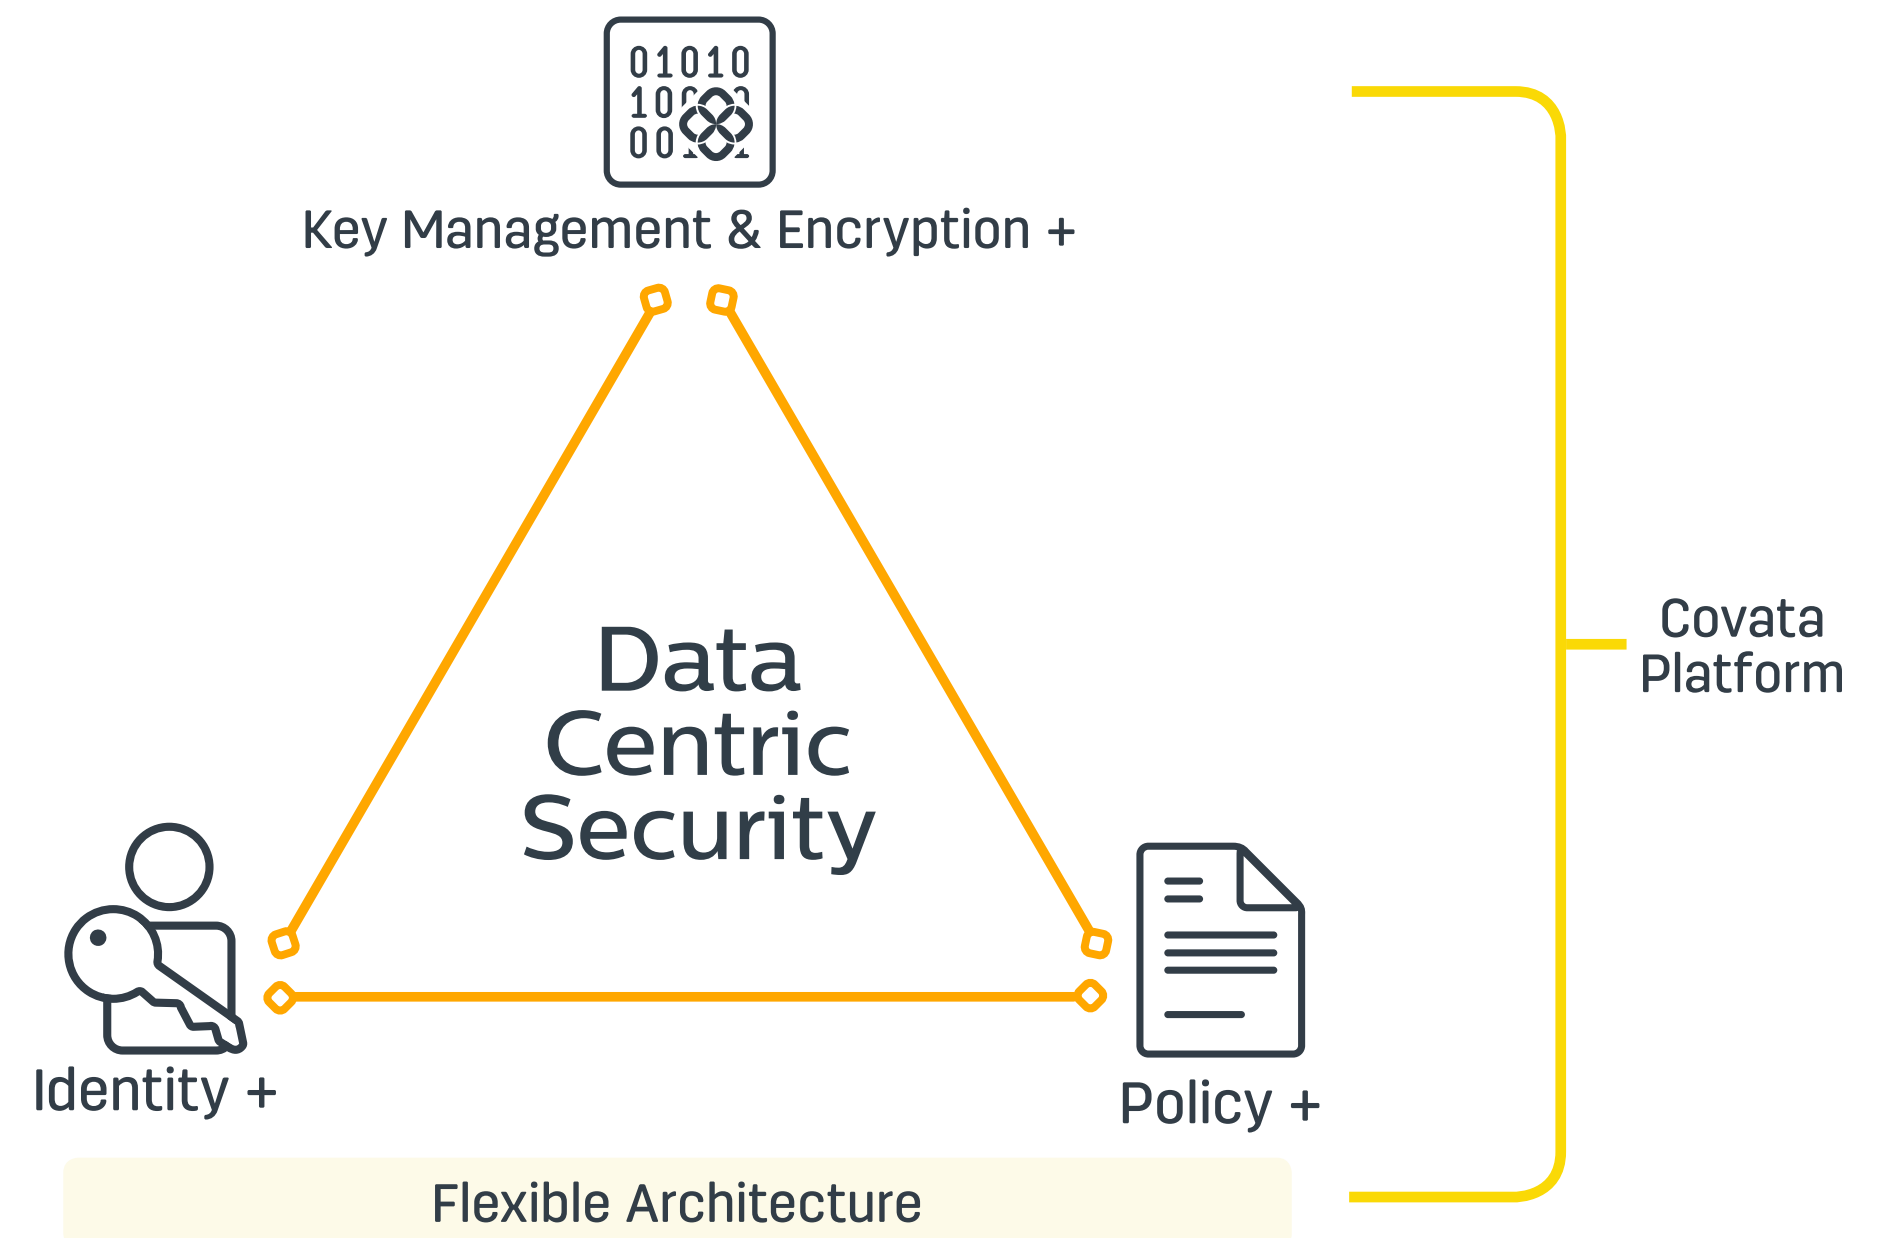 01010
10
00
Key Management & Encryption +
Data
Centric
Security
Covata
Platform
Identity +
Policy +
Flexible Architecture